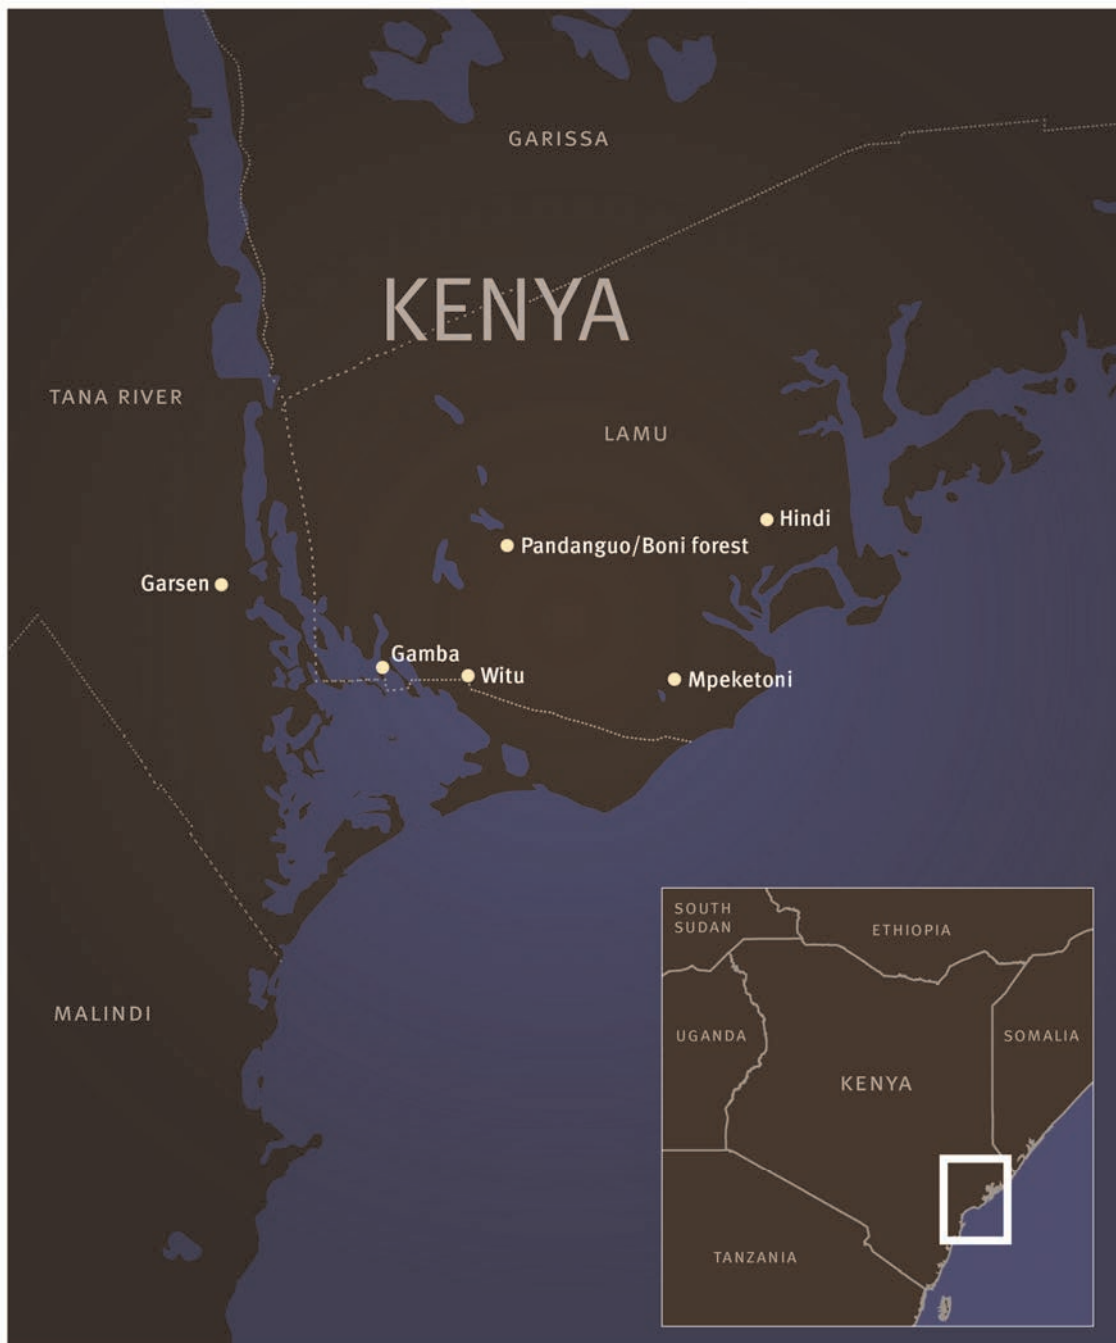 GARISSA
KENYA
TANA RIVER
LAMU
Hindi
Pandanguo/Boni forest
Garsen
Gamba
Witu
Mpeketoni
MALINDI
SOUTH
SUDAN
ETHIOPIA
UGANDA
SOMALIA
KENYA
TANZANIA